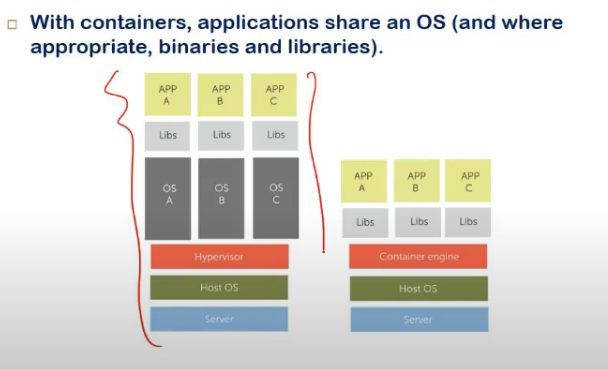 With containers, applications share an OS (and where
appropriate, binaries and libraries).
APP
A
APP
B
APP
C
Libs
Libs
Libs
OS
A
OS
B
OS
C
Hypervisor
Host OS
Server
APP
A
APP
B
APP
C
Libs
Libs
Libs
Container engine
Host OS
Server